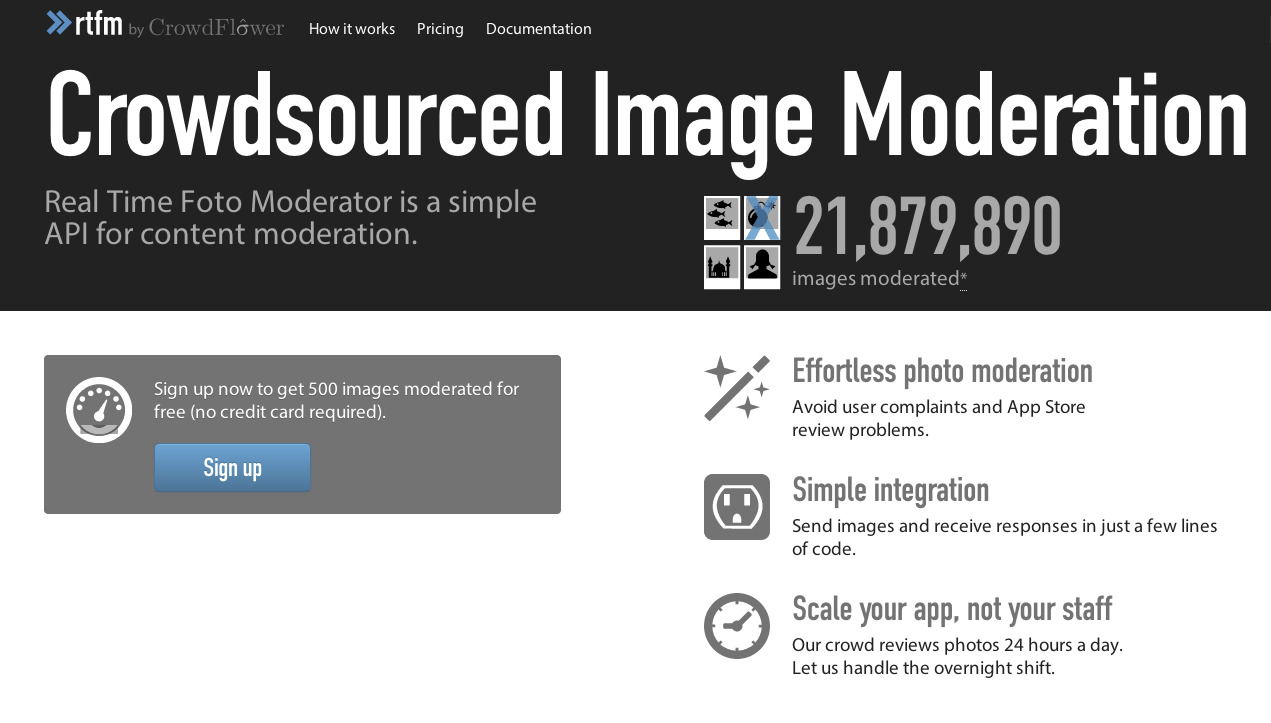 rtfm by CrowdFlower How it works Pricing Documentation
Crowdsourced Image Moderation
Real Time Foto Moderator is a simple
API for content moderation.
21,879,890
images moderated*
Sign up now to get 500 images moderated for
free (no credit card required).
Sign up
Effortless photo moderation
Avoid user complaints and App Store
review problems.
Simple integration
Send images and receive responses in just a few lines
of code.
Scale your app, not your staff
Our crowd reviews photos 24 hours a day.
Let us handle the overnight shift.